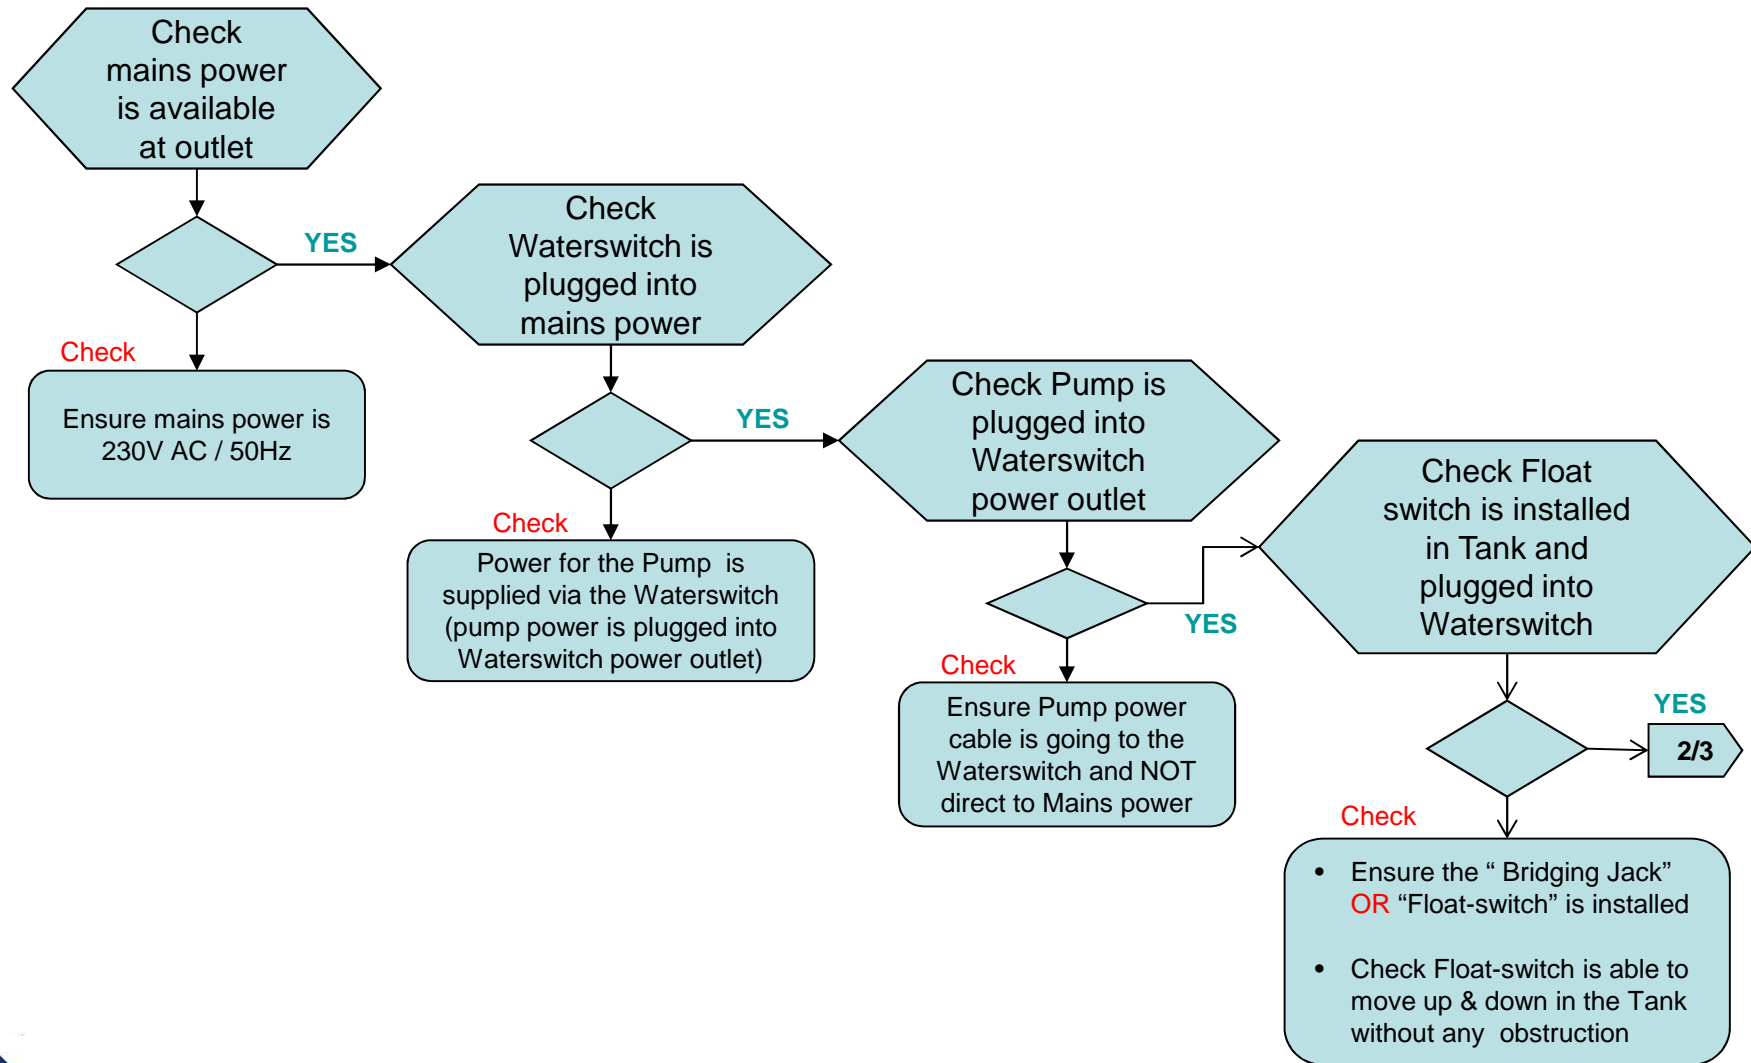 Check
mains power
is available
at outlet
YES
Check
Ensure mains power is
230V AC / 50Hz
Check
Waterswitch is
plugged into
mains power
YES
Check
Power for the Pump is
supplied via the Waterswitch
(pump power is plugged into
Waterswitch power outlet)
Check Pump is
plugged into
Waterswitch
power outlet
YES
Check
Ensure Pump power
cable is going to the
Waterswitch and NOT
direct to Mains power
Check Float
switch is installed
in Tank and
plugged into
Waterswitch
YES
2/3
Check
• Ensure the “ Bridging Jack”
OR “Float-switch” is installed
• Check Float-switch is able to
move up & down in the Tank
without any obstruction